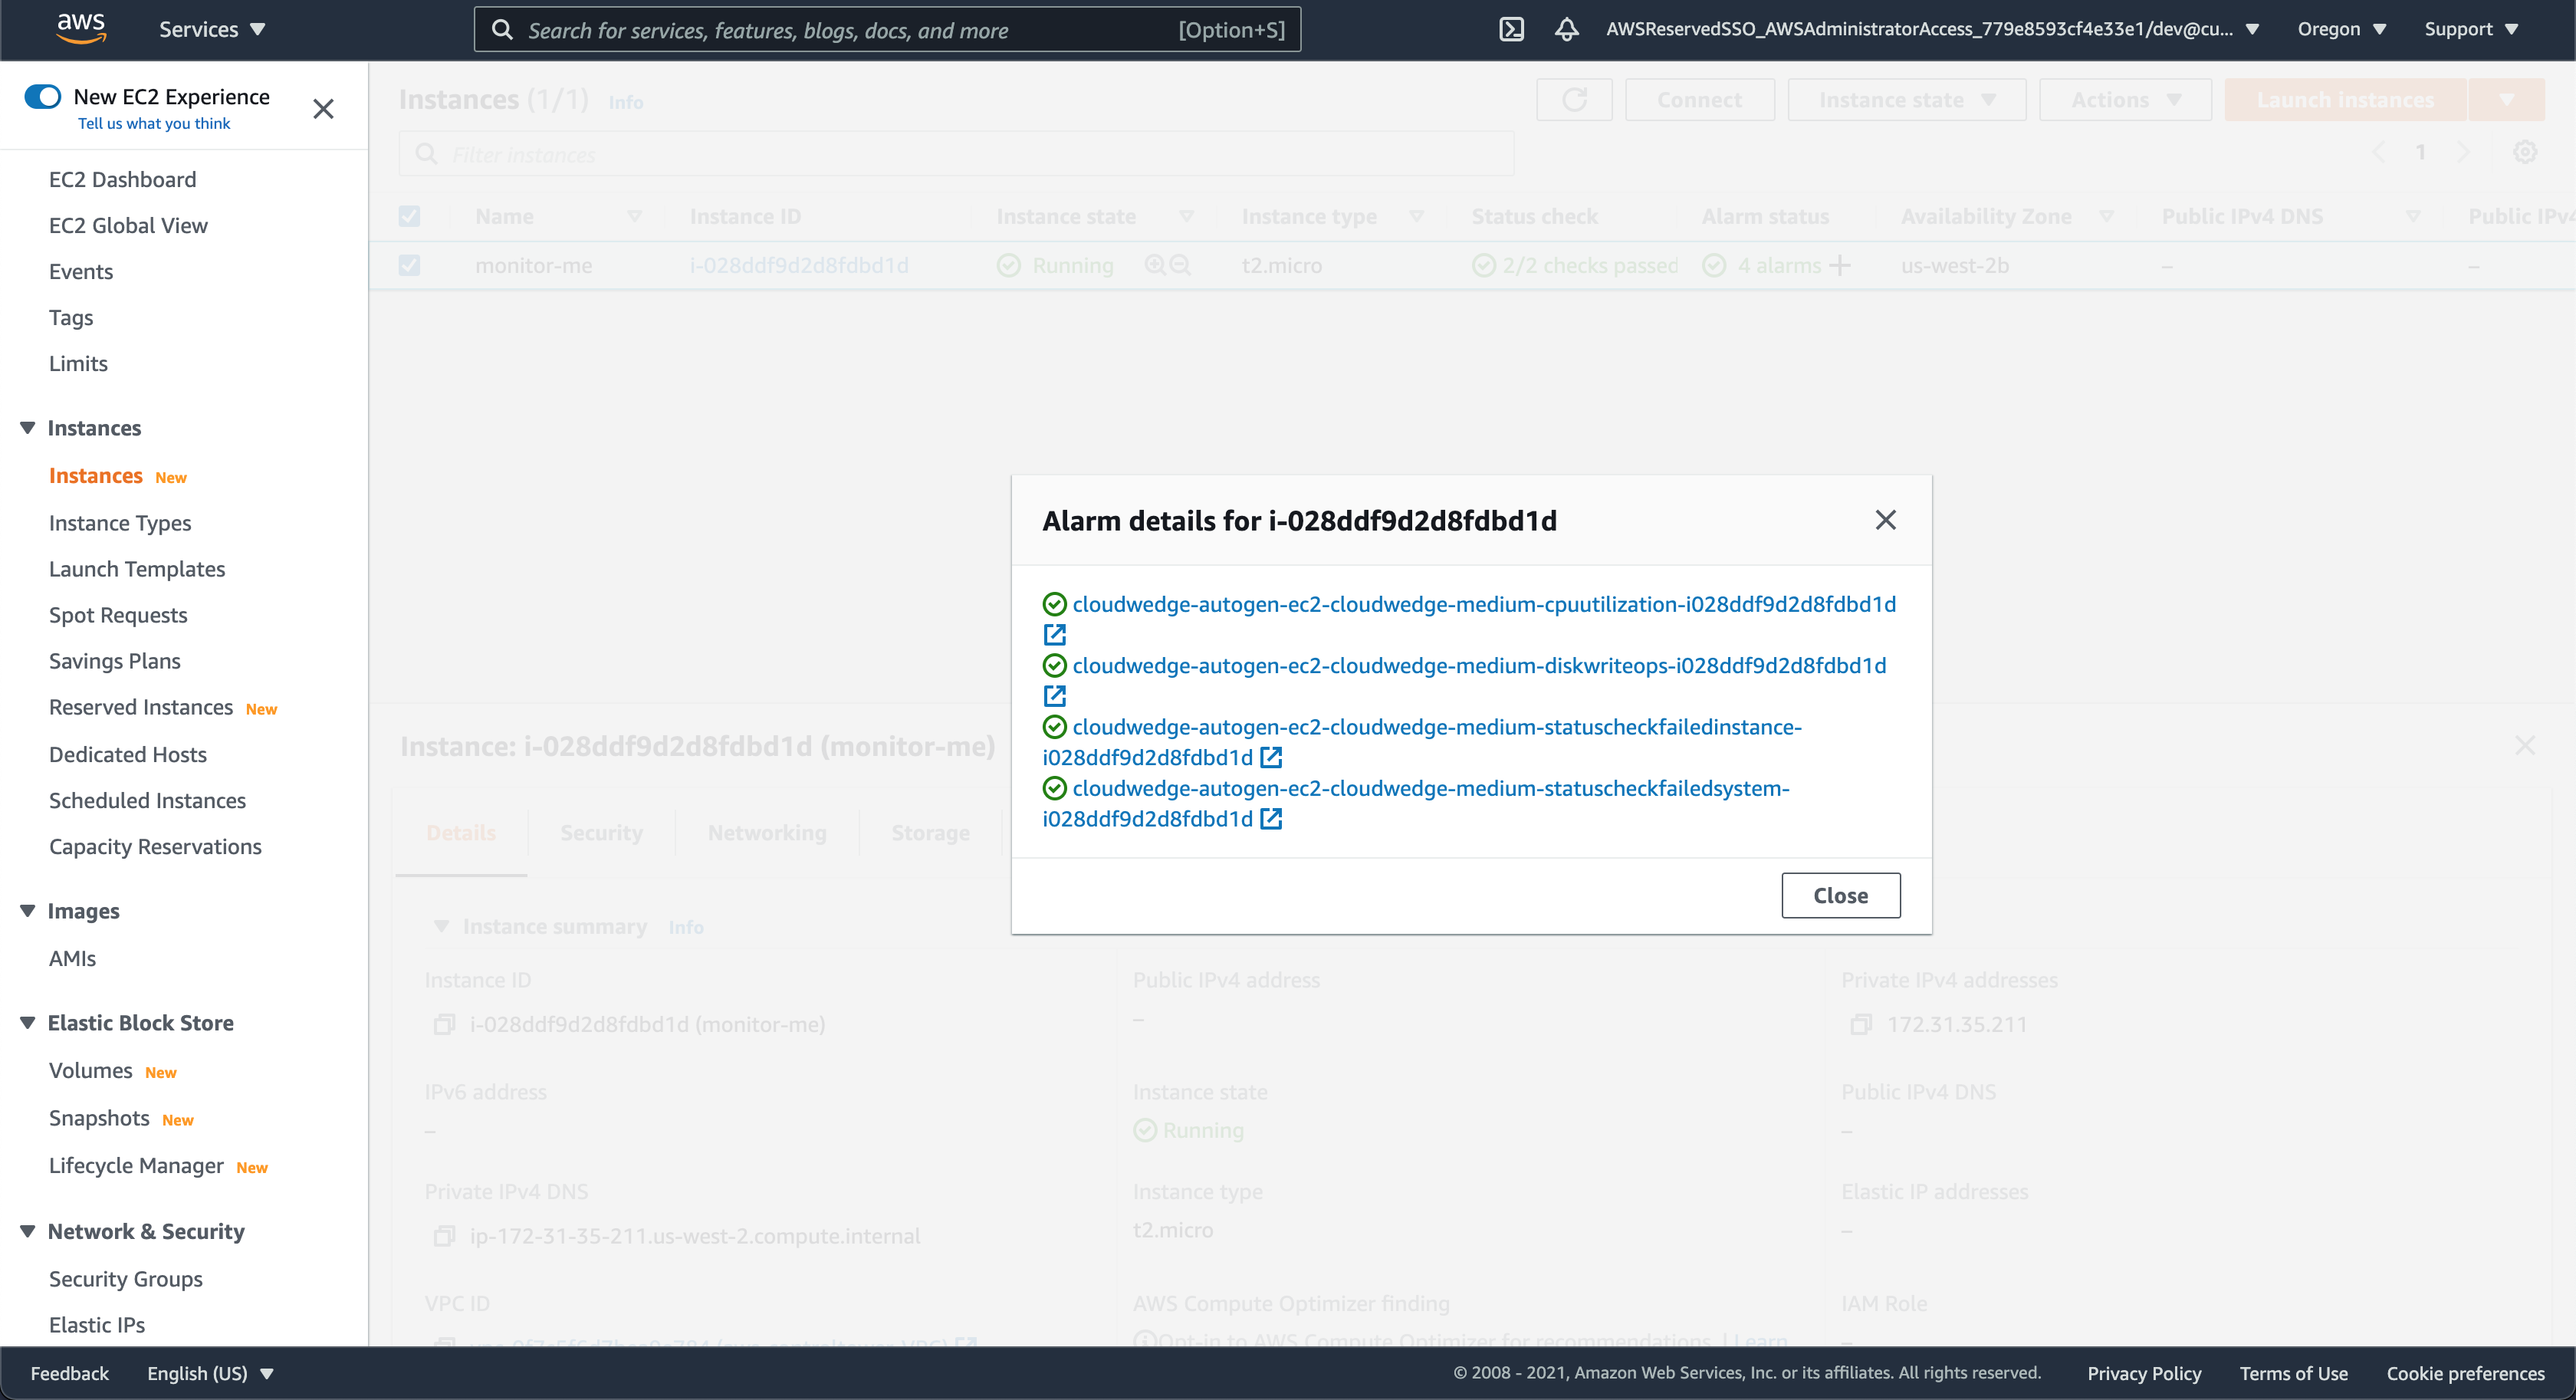 aws
Services
Search for services, features, blogs, docs, and more
[Option+S]
AWSReservedSSO_AWSAdministratorAccess_779e8593cf4e33e1/dev@cu...
Oregon
Support
New EC2 Experience
Tell us what you think
EC2 Dashboard
EC2 Global View
Events
Tags
Limits
Instances
Instances New
Instance Types
Launch Templates
Spot Requests
Savings Plans
Reserved Instances New
Dedicated Hosts
Scheduled Instances
Capacity Reservations
Images
AMIs
Elastic Block Store
Volumes New
Snapshots New
Lifecycle Manager New
Network & Security
Security Groups
Elastic IPs
Instances (1/1) Info
Connect
Instance state
Actions
Launch instances
Filter instances
1
Name Instance ID Instance state Instance type Status check Alarm status Availability Zone Public IPv4 DNS Public IPv4
monitor-me i-028ddf9d2d8fdbd1d Running t2.micro 2/2 checks passed 4 alarms + us-west-2b – –
Alarm details for i-028ddf9d2d8fdbd1d
cloudwedge-autogen-ec2-cloudwedge-medium-cpuutilization-i028ddf9d2d8fdbd1d
cloudwedge-autogen-ec2-cloudwedge-medium-diskwriteops-i028ddf9d2d8fdbd1d
cloudwedge-autogen-ec2-cloudwedge-medium-statuscheckfailedinstance-
i028ddf9d2d8fdbd1d
cloudwedge-autogen-ec2-cloudwedge-medium-statuscheckfailedsystem-
i028ddf9d2d8fdbd1d
Close
Instance: i-028ddf9d2d8fdbd1d (monitor-me)
Details Security Networking Storage
Instance summary Info
Instance ID
i-028ddf9d2d8fdbd1d (monitor-me)
Public IPv4 address
–
Private IPv4 addresses
172.31.35.211
IPv6 address
–
Instance state
Running
Public IPv4 DNS
–
Private IPv4 DNS
ip-172-31-35-211.us-west-2.compute.internal
Instance type
t2.micro
Elastic IP addresses
–
VPC ID
AWS Compute Optimizer finding
Opt-in to AWS Compute Optimizer for recommendations. | Learn
IAM Role
–
Feedback
English (US)
© 2008 - 2021, Amazon Web Services, Inc. or its affiliates. All rights reserved.
Privacy Policy
Terms of Use
Cookie preferences